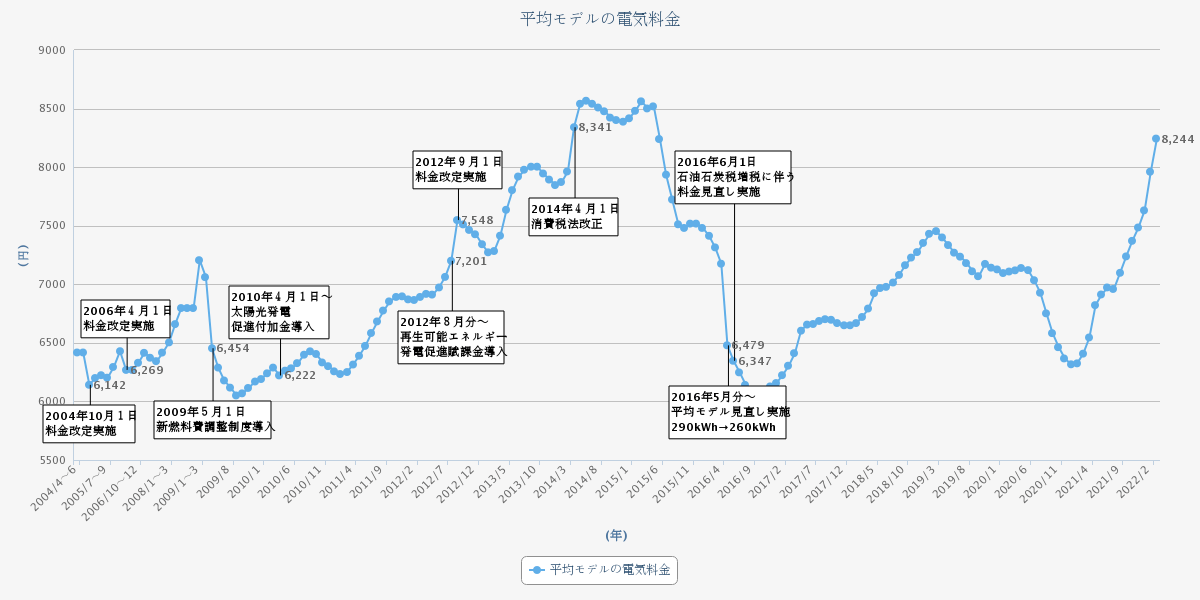 平均モデルの電気料金
9000
8500
8000
7500
7000
6500
6000
5500
(円)
2004年10月１日
料金改定実施
6,142
2006年４月１日
料金改定実施
6,269
2009年５月１日
新燃料費調整制度導入
6,454
2010年４月１日～
太陽光発電
促進付加金導入
6,222
2012年８月分～
再生可能エネルギー
発電促進賦課金導入
7,201
2012年９月１日
料金改定実施
7,548
2014年４月１日
消費税法改正
8,341
2016年5月分～
平均モデル見直し実施
290kWh→260kWh
6,479
2016年6月1日
石油石炭税増税に伴う
料金見直し実施
6,347
8,244
2004/4~6
2005/7~9
2006/10~12
2008/1~3
2009/1~3
2009/8
2010/1
2010/6
2010/11
2011/4
2011/9
2012/2
2012/7
2012/12
2013/5
2013/10
2014/3
2014/8
2015/1
2015/6
2015/11
2016/4
2016/9
2017/2
2017/7
2017/12
2018/5
2018/10
2019/3
2019/8
2020/1
2020/6
2020/11
2021/4
2021/9
2022/2
(年)
平均モデルの電気料金